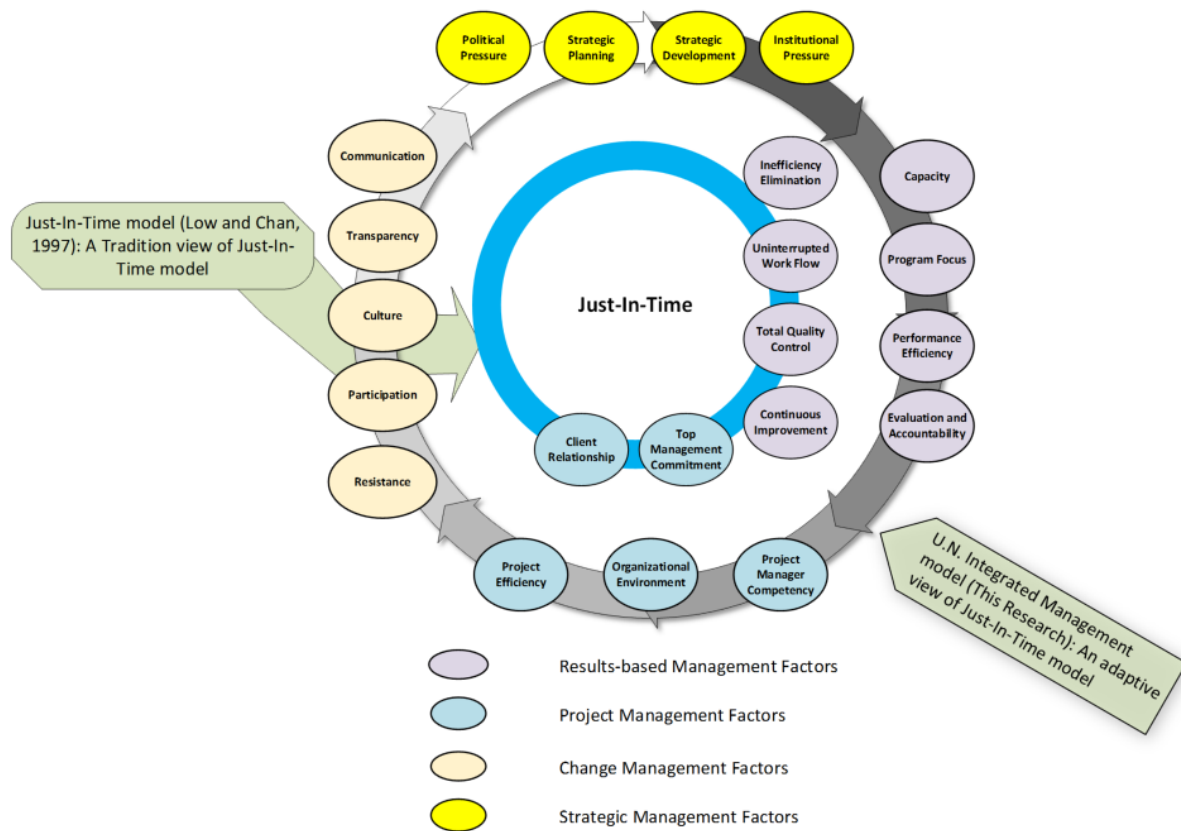 Political
Pressure
Strategic
Planning
Strategic
Development
Institutional
Pressure
Communication
Transparency
Culture
Participation
Resistance
Just-In-Time model (Low and Chan,
1997): A Tradition view of Just-In-
Time model
Just-In-Time
Inefficiency
Elimination
Uninterrupted
Work Flow
Total Quality
Control
Continuous
Improvement
Client
Relationship
Top
Management
Commitment
Capacity
Program Focus
Performance
Efficiency
Evaluation and
Accountability
Project
Efficiency
Organizational
Environment
Project
Manager
Competency
U.N. Integrated Management
model (This Research): An adaptive
view of Just-In-Time model
Results-based Management Factors
Project Management Factors
Change Management Factors
Strategic Management Factors